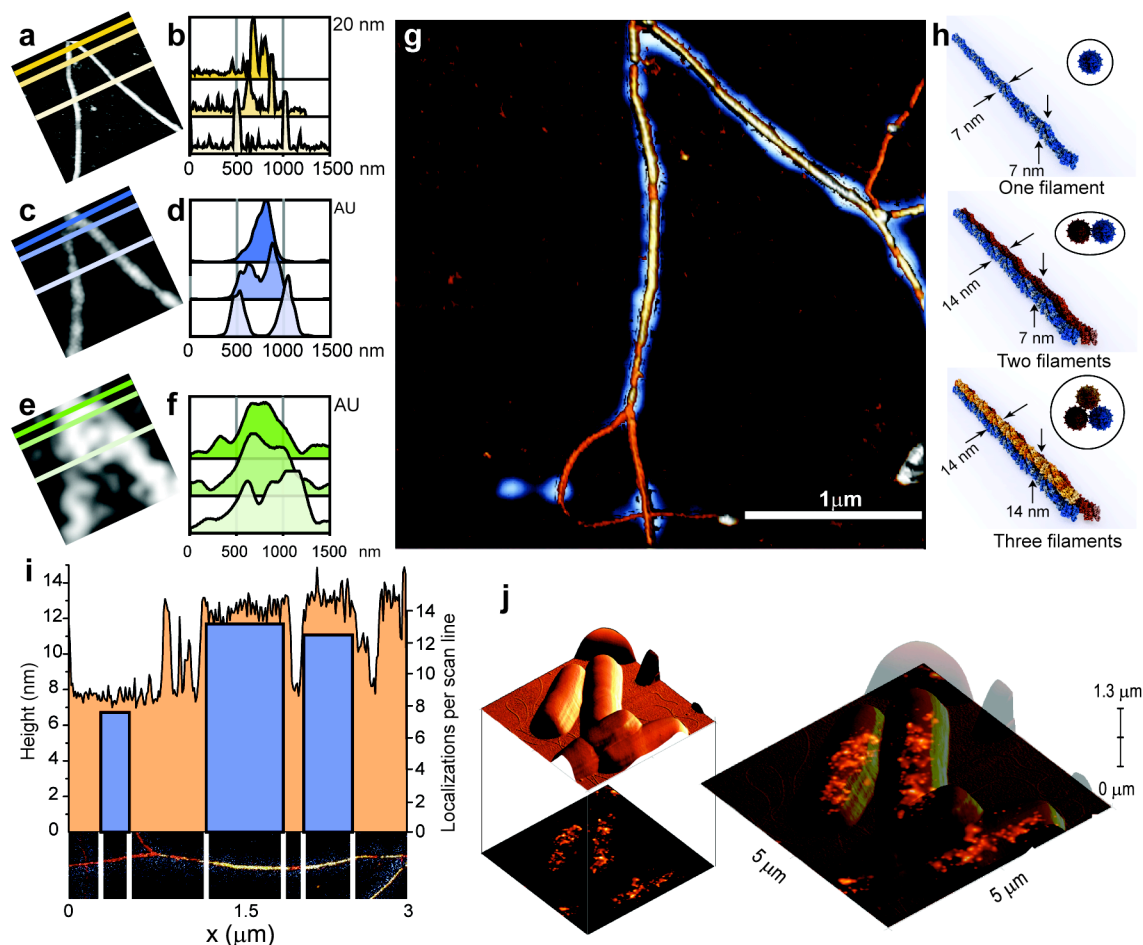 a
b
20 nm
0 500 1000 1500 nm
c
d
AU
0 500 1000 1500
nm
e
f
AU
0 500 1000 1500
nm
g
1μm
h
7 nm
7 nm
One filament
14 nm
7 nm
Two filaments
14 nm
14 nm
Three filaments
i
Height (nm)
14
12
10
8
6
4
2
0
Localizations per scan line
14
12
10
8
6
4
2
0
0 1.5 3
x (μm)
j
1.3 μm
0 μm
5 μm
5 μm